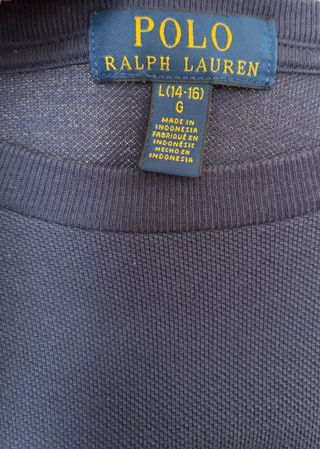 POLO
RALPH LAUREN
L(14-16)
G
MADE IN
INDONESIA
FABRIQUÉ EN
INDONÉSIE
HECHO EN
INDONESIA